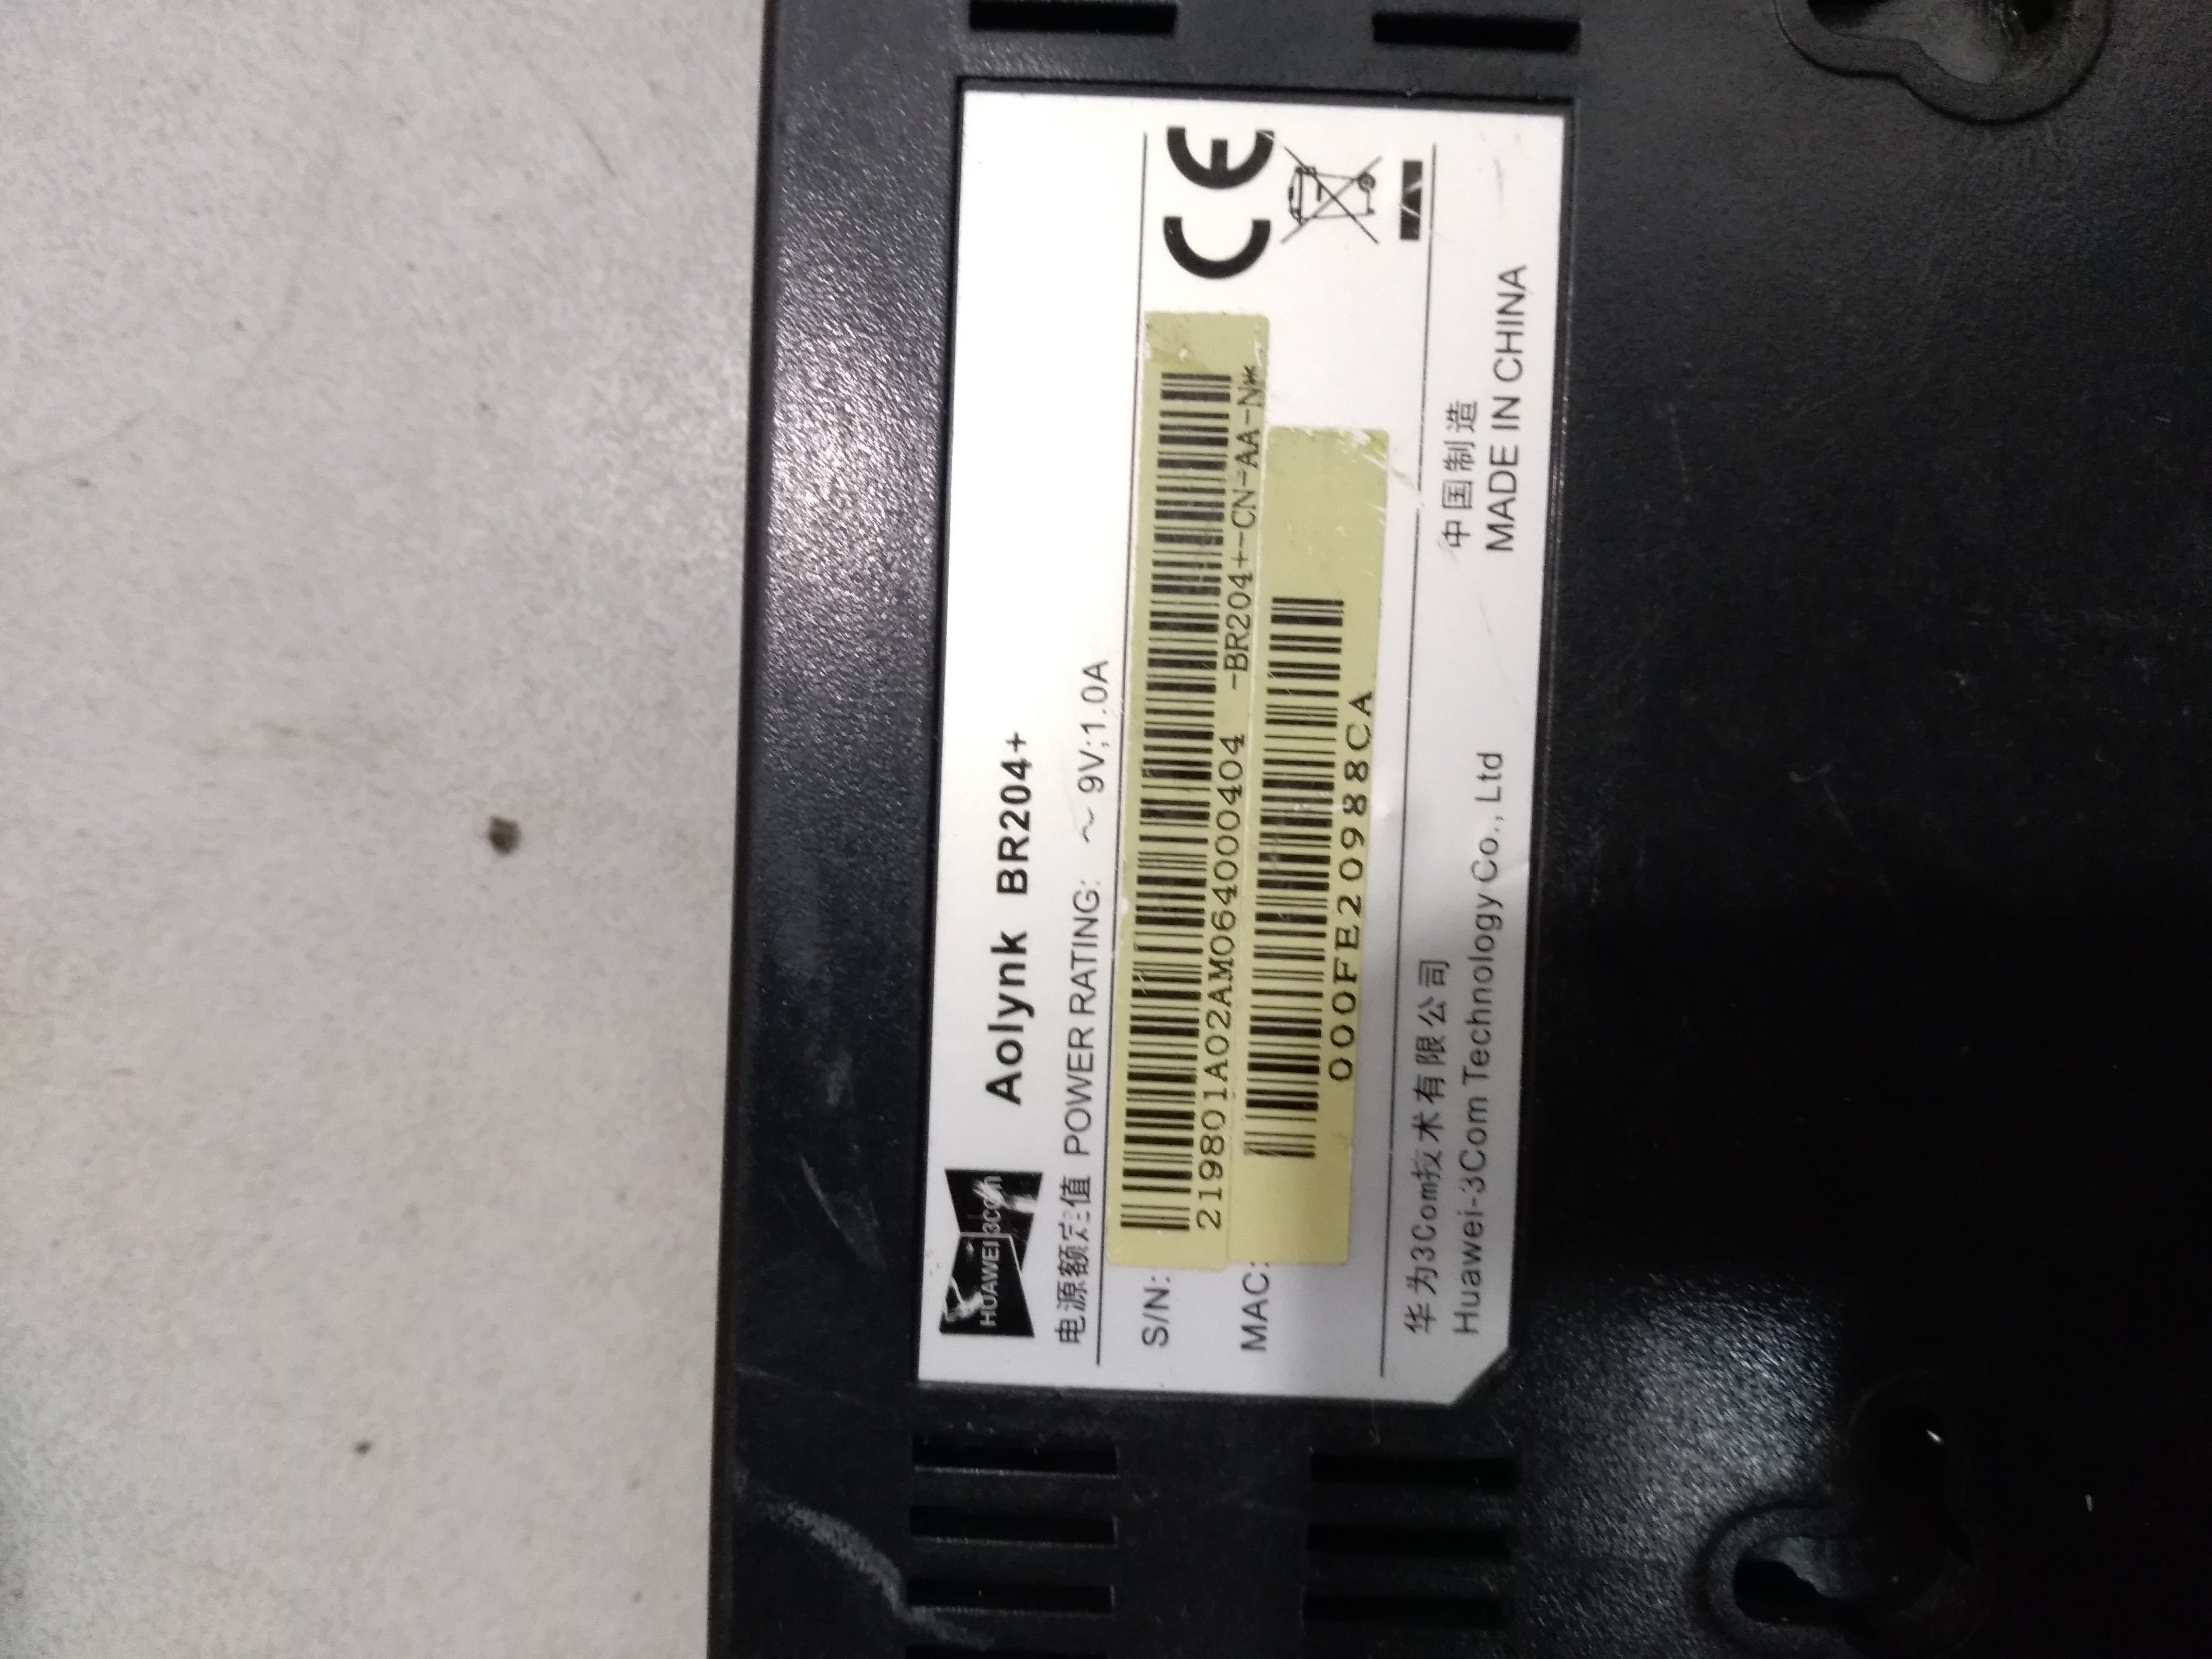 HUAWEI 3Com
Aolynk BR204+
电源额定值 POWER RATING: ～ 9V;1.0A
S/N:
219801A02AM064000404 -BR204+-CN-AA-N*
MAC:
000FE20988CA
CE
华为3Com技术有限公司 中国制造
Huawei-3Com Technology Co., Ltd MADE IN CHINA